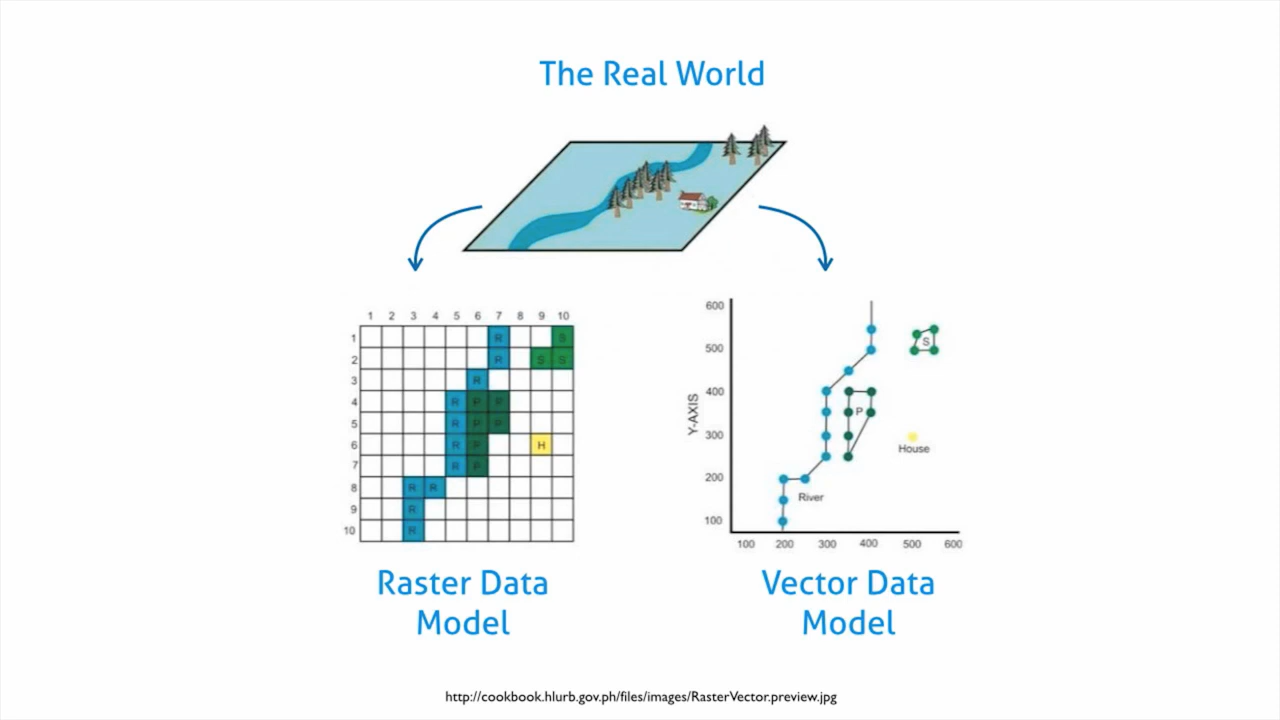 The Real World
1 2 3 4 5 6 7 8 9 10
1 R S
2 R S S
3 R
4 R P R
5 R P P
6 R P H
7 R P
8 R R
9 R
10 R
Raster Data
Model
600
500
400
300
200
100
Y-AXIS
S
P
House
River
100 200 300 400 500 600
Vector Data
Model
http://cookbook.hlurb.gov.ph/files/images/RasterVector.preview.jpg